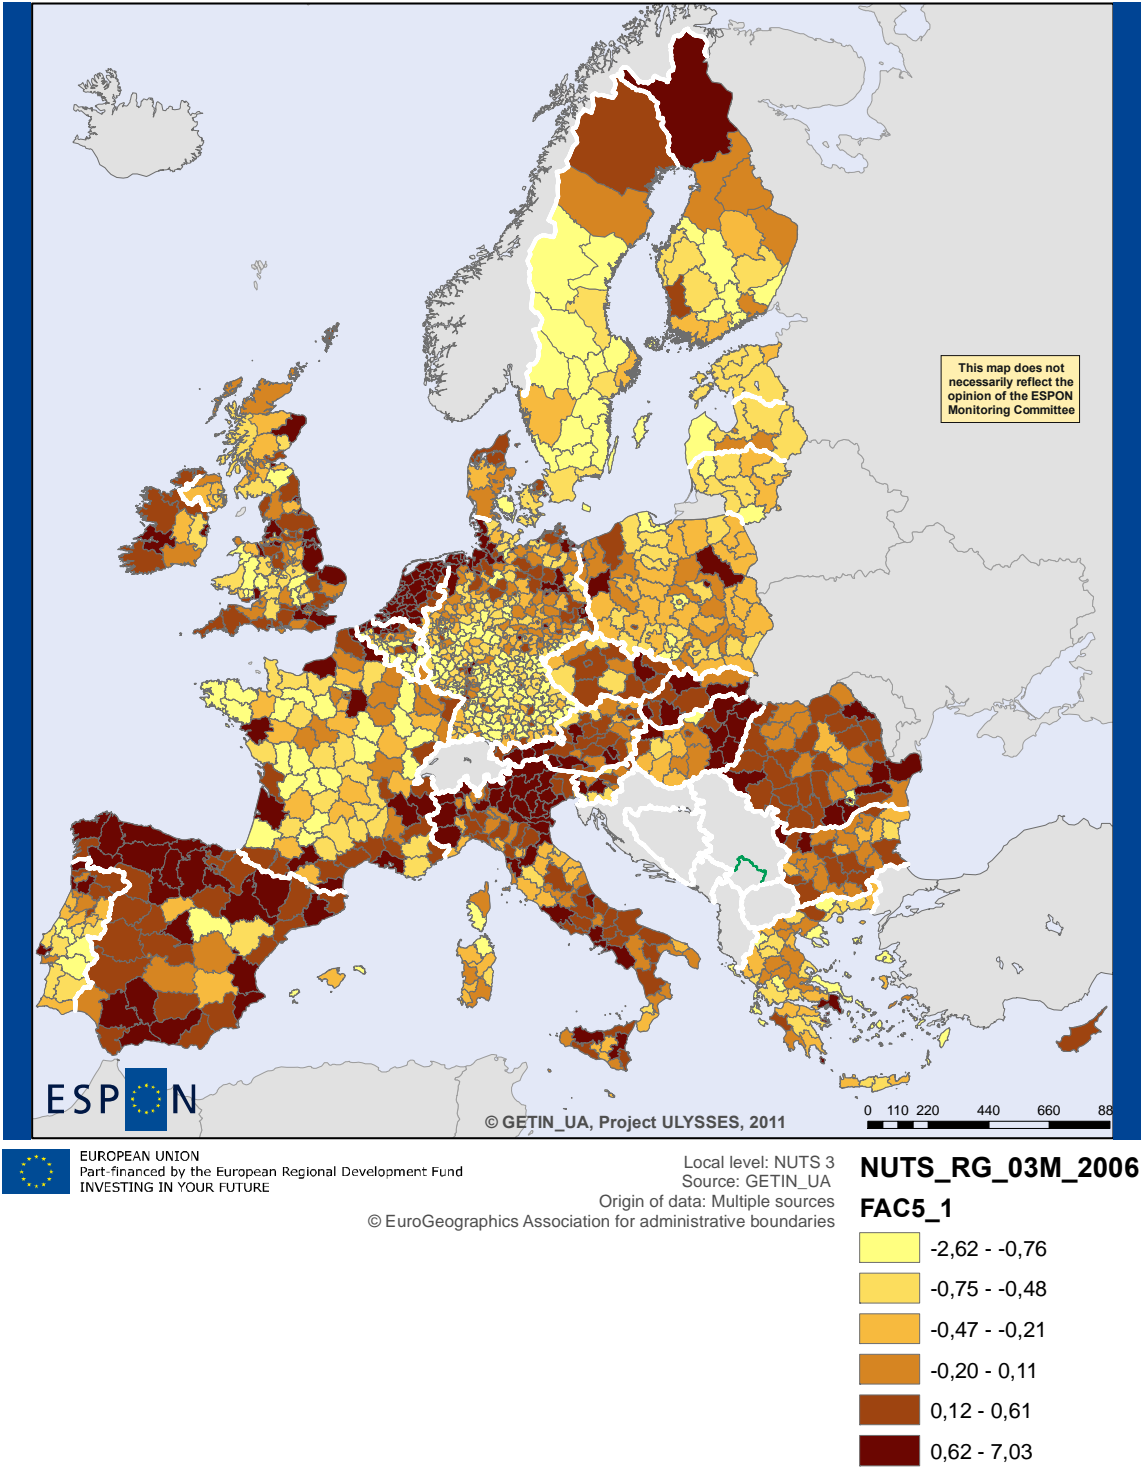 This map does not
necessarily reflect the
opinion of the ESPON
Monitoring Committee
ESPON
© GETIN_UA, Project ULYSSES, 2011
0 110 220 440 660 88
EUROPEAN UNION
Part-financed by the European Regional Development Fund
INVESTING IN YOUR FUTURE
Local level: NUTS 3
Source: GETIN_UA
Origin of data: Multiple sources
© EuroGeographics Association for administrative boundaries
NUTS_RG_03M_2006
FAC5_1
-2,62 - -0,76
-0,75 - -0,48
-0,47 - -0,21
-0,20 - 0,11
0,12 - 0,61
0,62 - 7,03